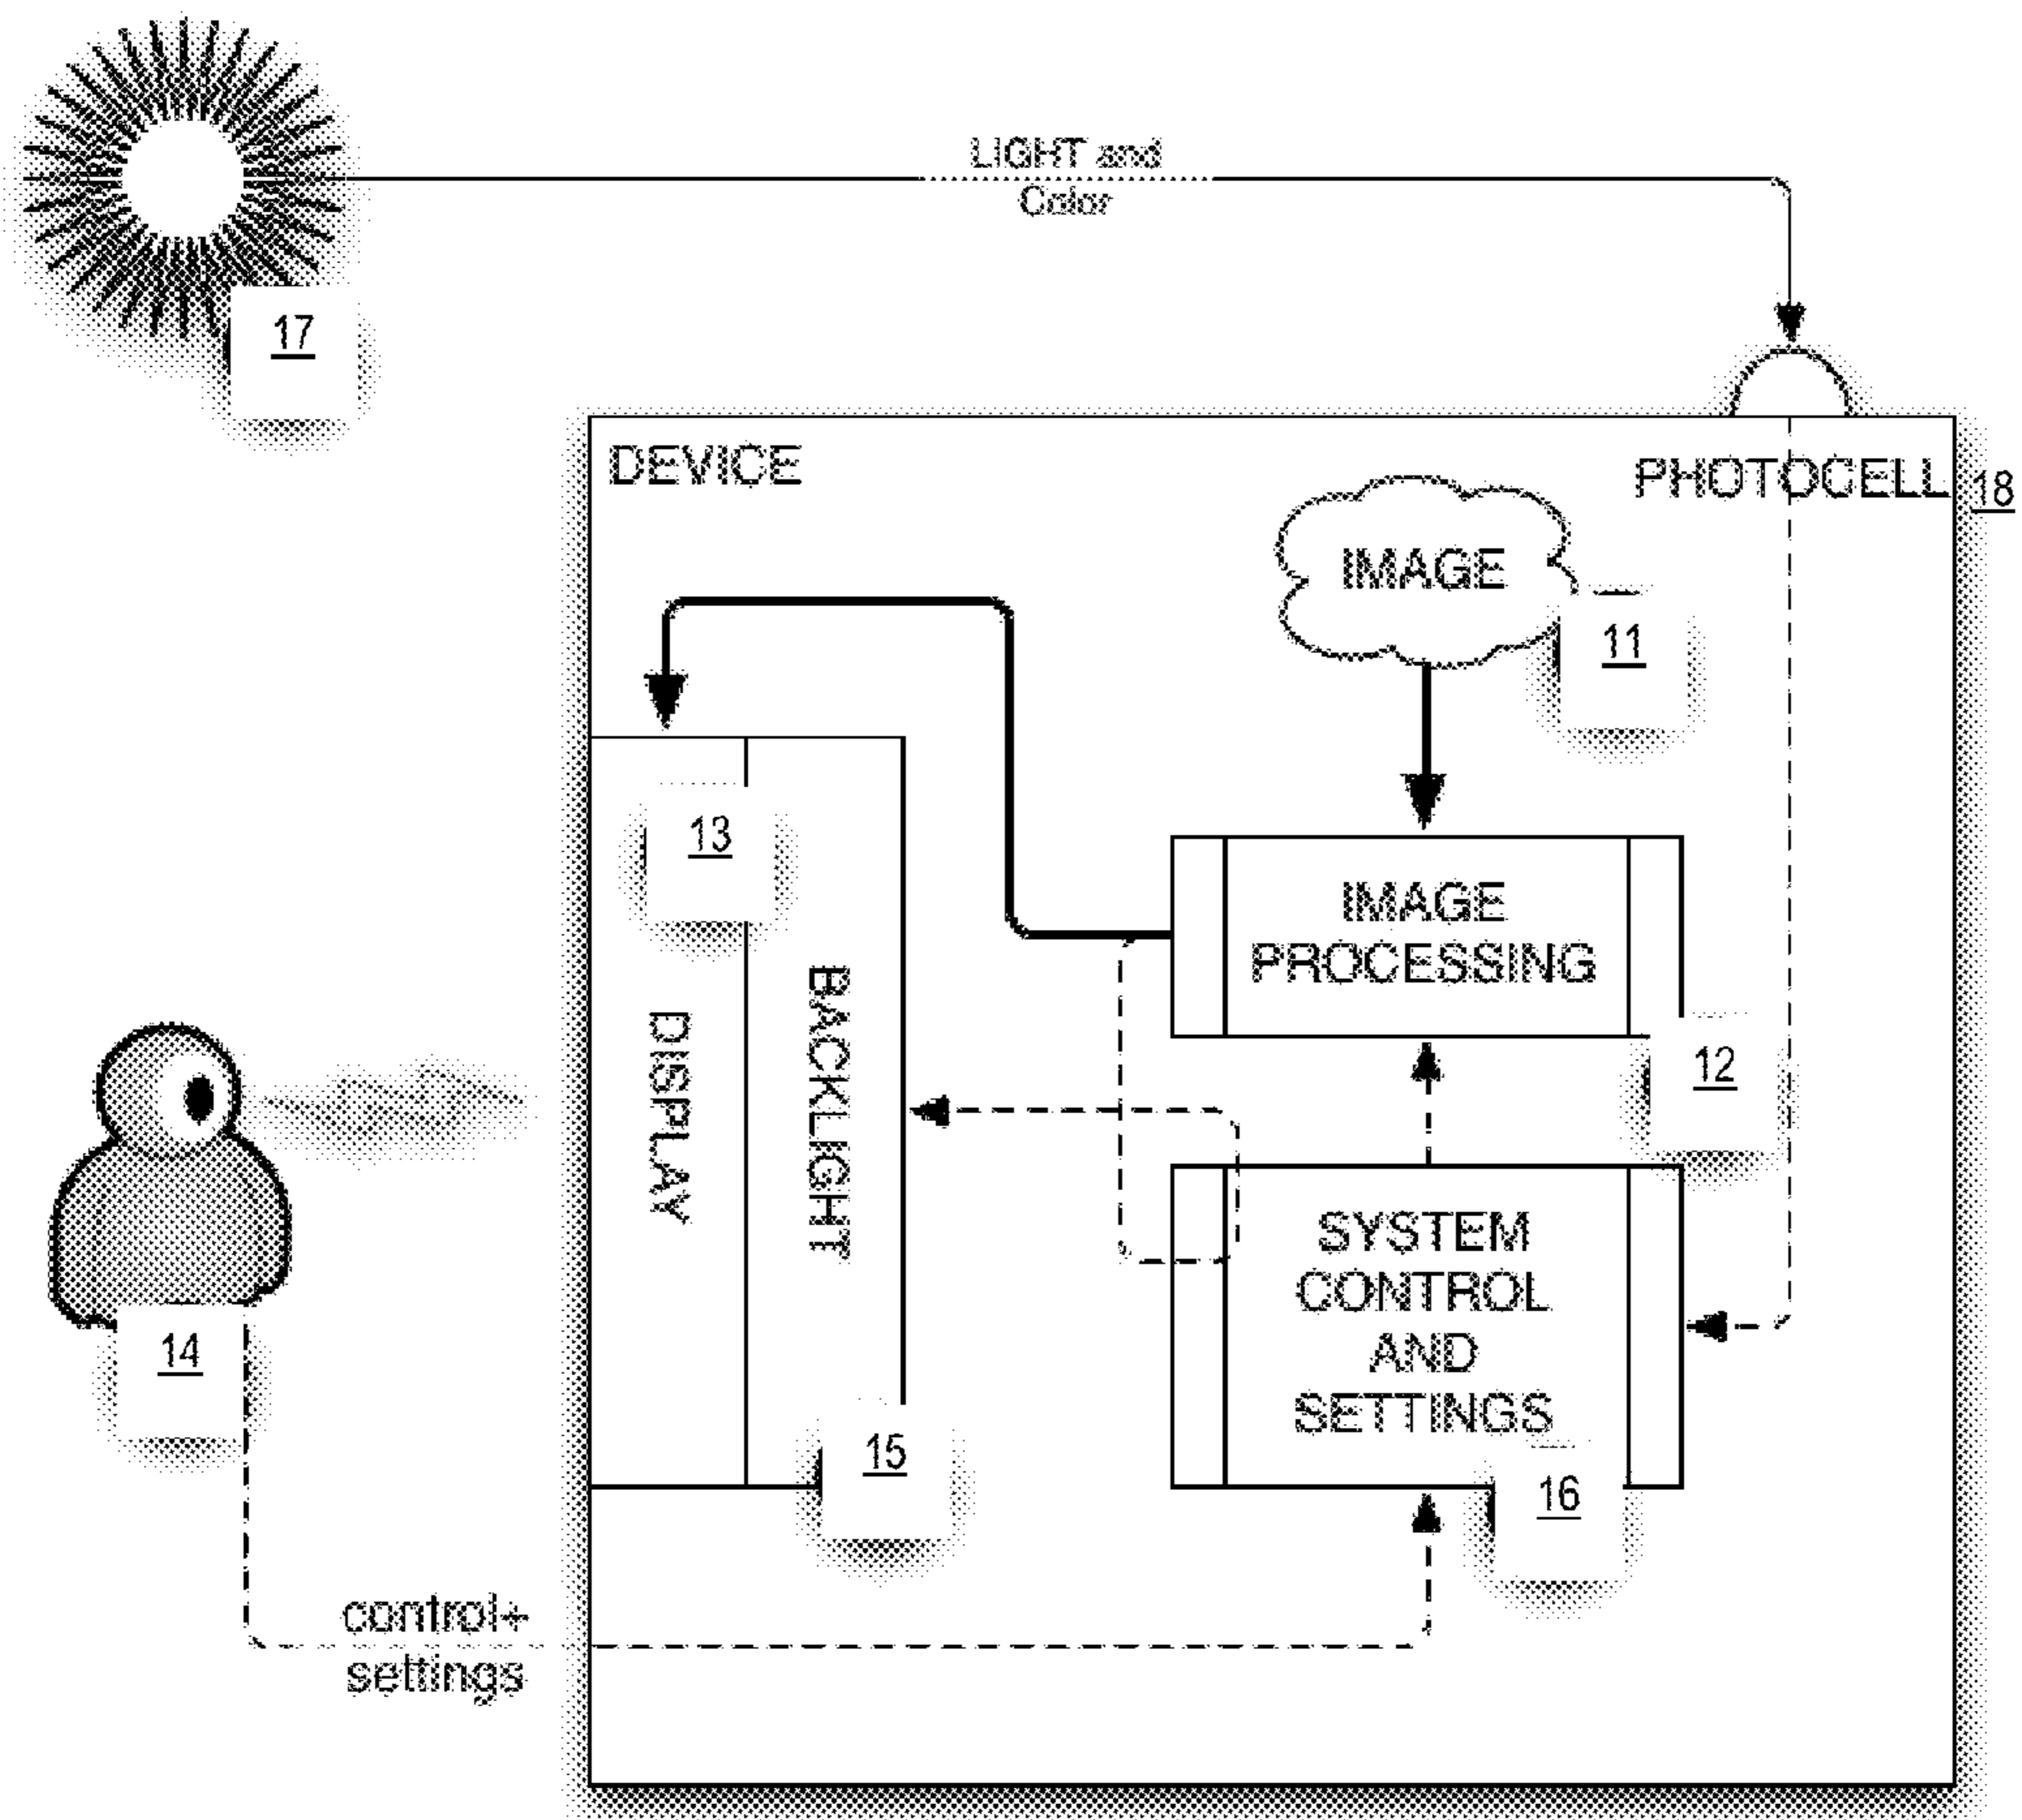 LIGHT and
Color
17
DEVICE
PHOTOCELL 18
IMAGE
11
13
IMAGE
PROCESSING
12
DISPLAY
BACKLIGHT
SYSTEM
CONTROL
AND
SETTINGS
14
15
16
control+
settings